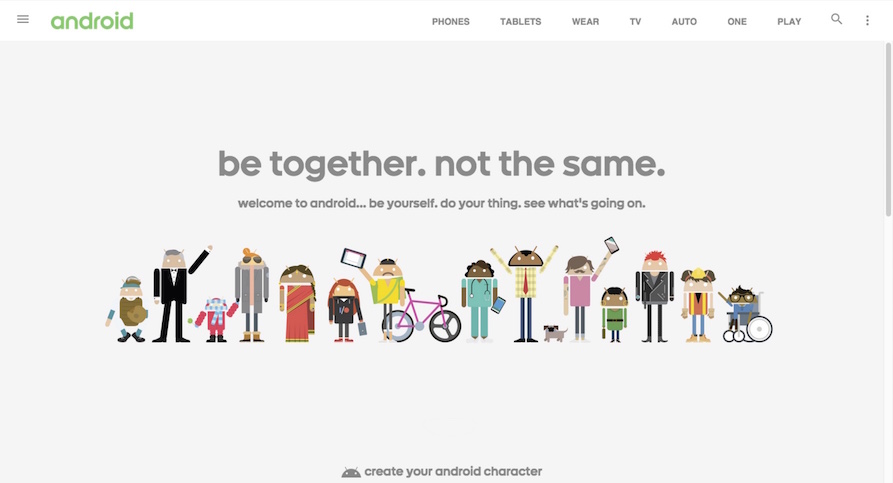 android
PHONES TABLETS WEAR TV AUTO ONE PLAY
be together. not the same.
welcome to android... be yourself. do your thing. see what's going on.
create your android character